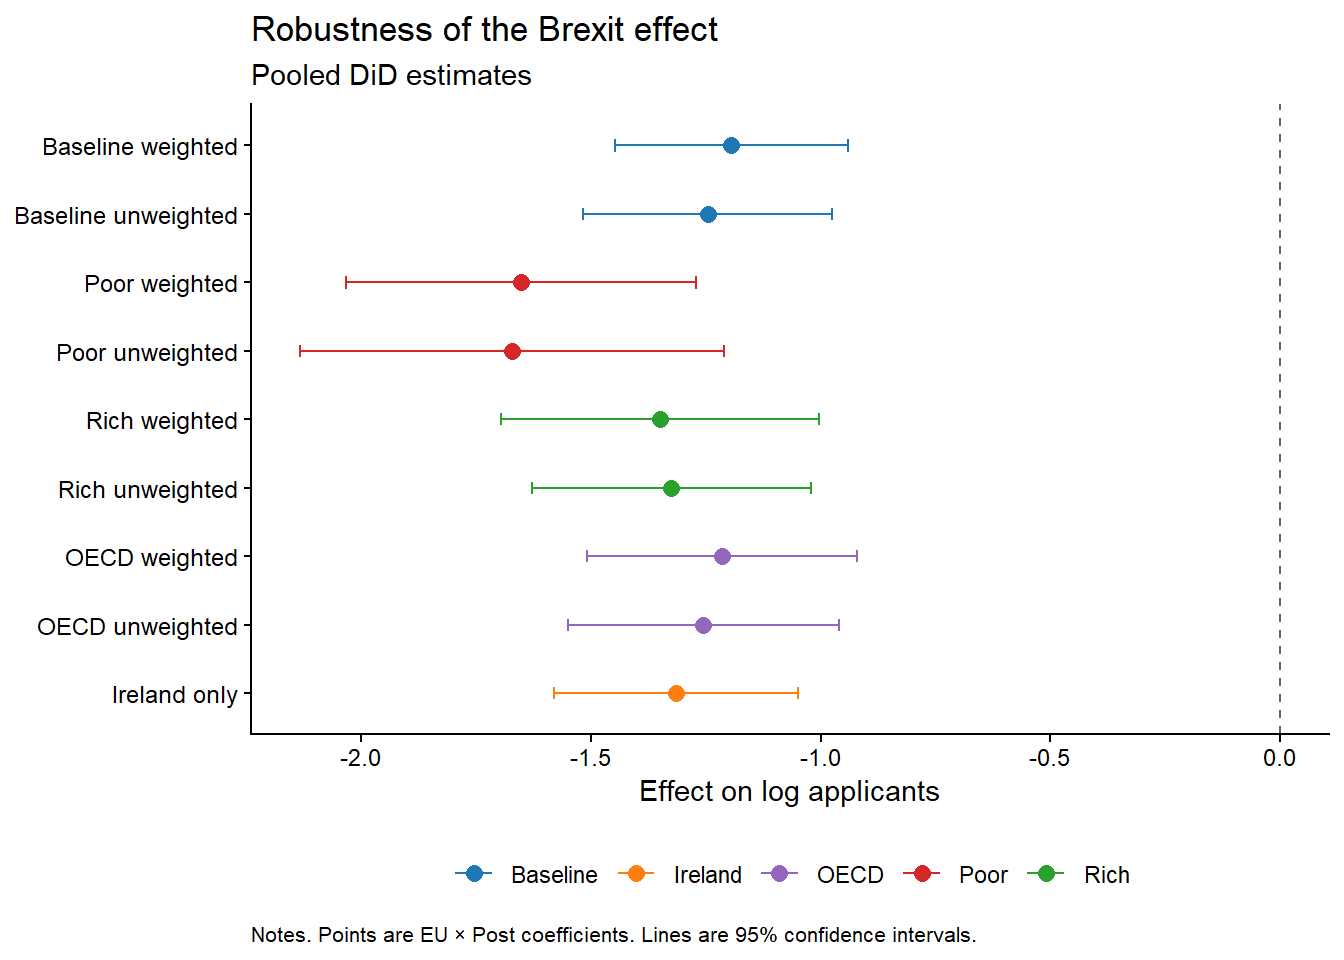 Robustness of the Brexit effect
Pooled DiD estimates
Baseline weighted
Baseline unweighted
Poor weighted
Poor unweighted
Rich weighted
Rich unweighted
OECD weighted
OECD unweighted
Ireland only
-2.0 -1.5 -1.0 -0.5 0.0
Effect on log applicants
Baseline Ireland OECD Poor Rich
Notes. Points are EU × Post coefficients. Lines are 95% confidence intervals.